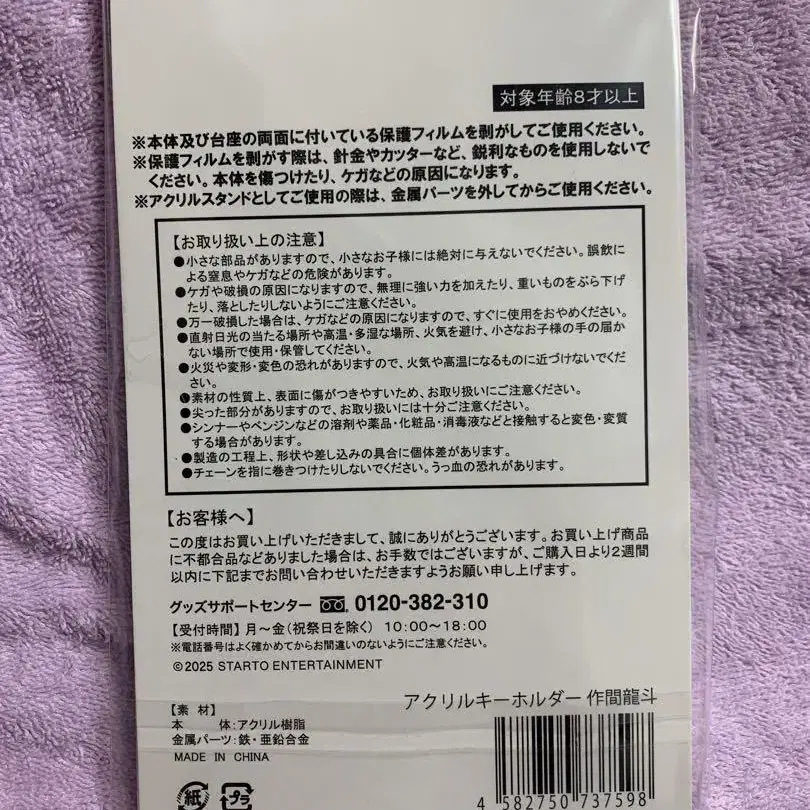 対象年齢8才以上
※本体及び台座の両面に付いている保護フィルムを剥がしてご使用ください。
※保護フィルムを剥がす際は、針金やカッターなど、鋭利なものを使用しないで
ください。本体を傷つけたり、ケガなどの原因になります。
※アクリルスタンドとしてご使用の際は、金属パーツを外してからご使用ください。
【お取り扱い上の注意】
●小さな部品がありますので、小さなお子様には絶対に与えないでください。誤飲に
よる窒息やケガなどの危険があります。
●ケガや破損の原因になりますので、無理に強い力を加えたり、重いものをぶら下げ
たり、落としたりしないようにご注意ください。
●万一破損した場合は、ケガなどの原因になりますので、すぐに使用をおやめください。
●直射日光の当たる場所や高温・多湿な場所、火気を避け、小さなお子様の手の届か
ない場所で使用・保管してください。
●火災や変形・変色の恐れがありますので、火気や高温になるものに近づけないでくだ
さい。
●素材の性質上、表面に傷がつきやすいため、お取り扱いにご注意ください。
●尖った部分がありますので、お取り扱いには十分ご注意ください。
●シンナーやベンジンなどの溶剤や薬品・化粧品・消毒液などと接触すると変色・変質
する場合があります。
●製造の工程上、形状や差し込みの具合に個体差があります。
●チェーンを指に巻きつけたりしないでください。うっ血の恐れがあります。
【お客様へ】
この度はお買い上げいただきまして、誠にありがとうございます。お買い上げ商品
に不都合品などありました場合は、お手数ではございますが、ご購入日より2週間
以内に下記までお問い合わせいただきますようお願い申し上げます。
グッズサポートセンター 0120-382-310
【受付時間】月〜金(祝祭日を除く) 10:00〜18:00
※電話番号はよく確かめてからお間違いのないようにご注意ください。
©2025 STARTO ENTERTAINMENT
アクリルキーホルダー 作間龍斗
【素 材】
本 体:アクリル樹脂
金属パーツ:鉄・亜鉛合金
MADE IN CHINA
紙 プラ
4 582750 737598